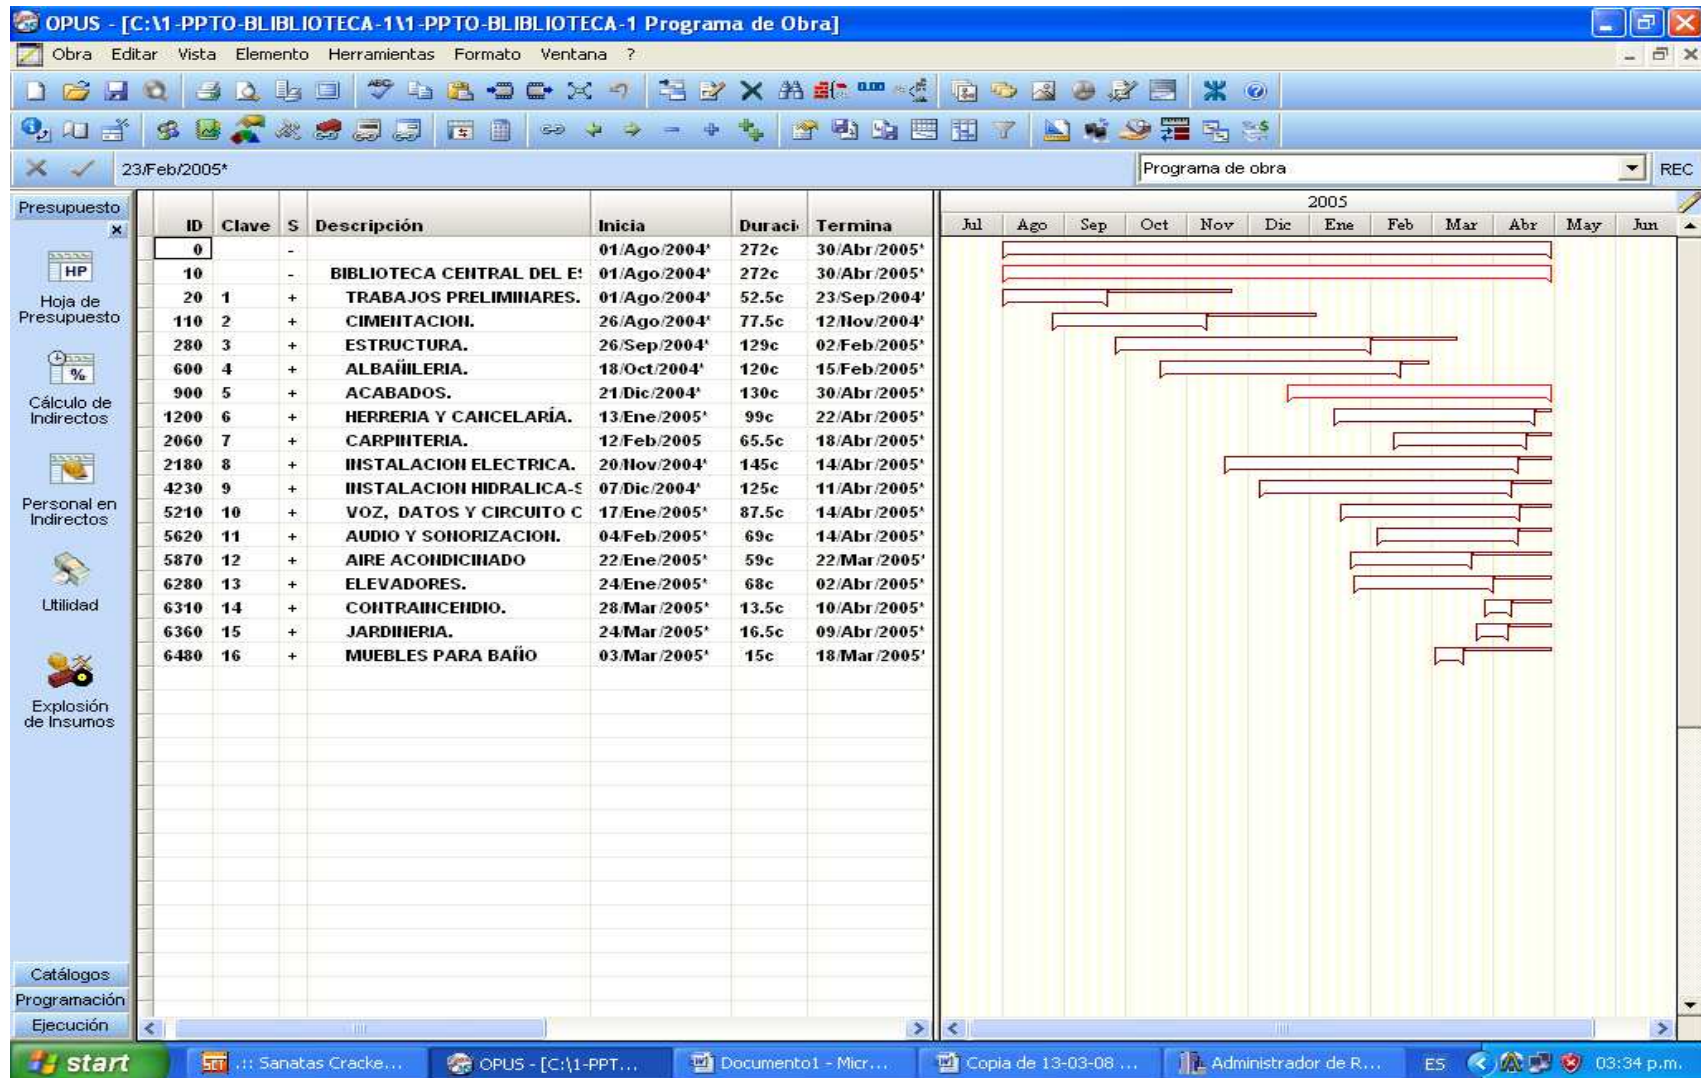 OPUS - [C:\1-PPTO-BLIBLIOTECA-1\1-PPTO-BLIBLIOTECA-1 Programa de Obra]
Obra Editar Vista Elemento Herramientas Formato Ventana ?
23/Feb/2005* Programa de obra REC
Presupuesto
HP
Hoja de
Presupuesto
%
Cálculo de
Indirectos
Personal en
Indirectos
Utilidad
Explosión
de Insumos
Catálogos
Programación
Ejecución
ID Clave S Descripción Inicia Duraci Termina
0 - 01/Ago/2004* 272c 30/Abr/2005*
10 - BIBLIOTECA CENTRAL DEL E 01/Ago/2004* 272c 30/Abr/2005*
20 1 + TRABAJOS PRELIMINARES. 01/Ago/2004* 52.5c 23/Sep/2004*
110 2 + CIMENTACION. 26/Ago/2004* 77.5c 12/Nov/2004*
280 3 + ESTRUCTURA. 26/Sep/2004* 129c 02/Feb/2005*
600 4 + ALBAÑILERIA. 18/Oct/2004* 120c 15/Feb/2005*
900 5 + ACABADOS. 21/Dic/2004* 130c 30/Abr/2005*
1200 6 + HERRERIA Y CANCELARÍA. 13/Ene/2005* 99c 22/Abr/2005*
2060 7 + CARPINTERIA. 12/Feb/2005 65.5c 18/Abr/2005*
2180 8 + INSTALACION ELECTRICA. 20/Nov/2004* 145c 14/Abr/2005*
4230 9 + INSTALACION HIDRALICA-S 07/Dic/2004* 125c 11/Abr/2005*
5210 10 + VOZ, DATOS Y CIRCUITO C 17/Ene/2005* 87.5c 14/Abr/2005*
5620 11 + AUDIO Y SONORIZACION. 04/Feb/2005* 69c 14/Abr/2005*
5870 12 + AIRE ACONDICINADO 22/Ene/2005* 59c 22/Mar/2005*
6280 13 + ELEVADORES. 24/Ene/2005* 68c 02/Abr/2005*
6310 14 + CONTRAINCENDIO. 28/Mar/2005* 13.5c 10/Abr/2005*
6360 15 + JARDINERIA. 24/Mar/2005* 16.5c 09/Abr/2005*
6480 16 + MUEBLES PARA BAÑO 03/Mar/2005* 15c 18/Mar/2005*
2005
Jul Ago Sep Oct Nov Dic Ene Feb Mar Abr May Jun
start .:: Sanatas Cracke... OPUS - [C:\1-PPT... Documento1 - Micr... Copia de 13-03-08 ... Administrador de R... ES 03:34 p.m.